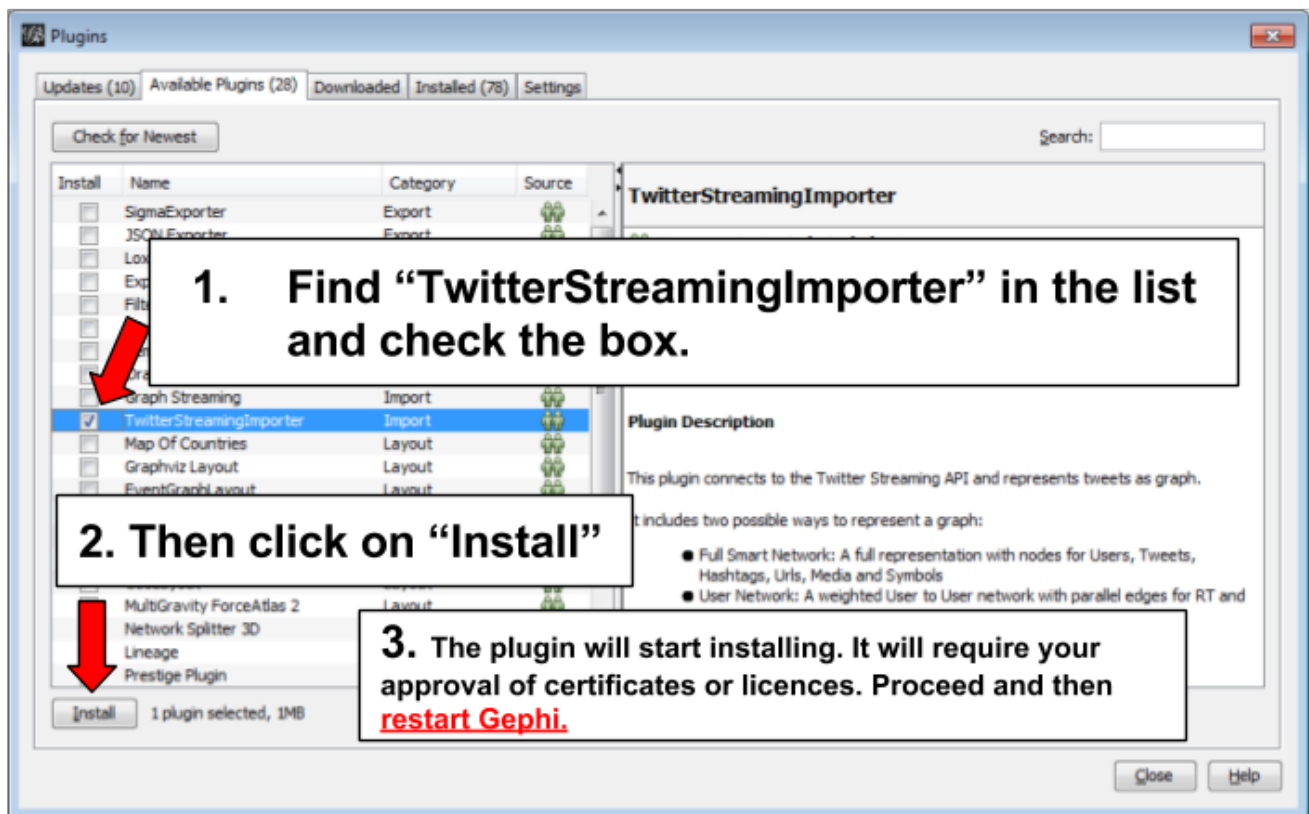 Plugins
Updates (10) Available Plugins (28) Downloaded Installed (78) Settings
Check for Newest
Search:
Install Name Category Source
SigmaExporter Export
JSON Exporter Export
Lox
Exp
Filt
Graph Streaming Import
TwitterStreamingImporter Import
Map Of Countries Layout
Graphviz Layout Layout
EventGraphLayout Layout
MultiGravity ForceAtlas 2 Layout
Network Splitter 3D
Lineage
Prestige Plugin
Install 1 plugin selected, 1MB
TwitterStreamingImporter
Plugin Description
This plugin connects to the Twitter Streaming API and represents tweets as graph.
t includes two possible ways to represent a graph:
● Full Smart Network: A full representation with nodes for Users, Tweets,
Hashtags, Urls, Media and Symbols
● User Network: A weighted User to User network with parallel edges for RT and
1. Find “TwitterStreamingImporter” in the list
and check the box.
2. Then click on “Install”
3. The plugin will start installing. It will require your
approval of certificates or licences. Proceed and then
restart Gephi.
Close Help